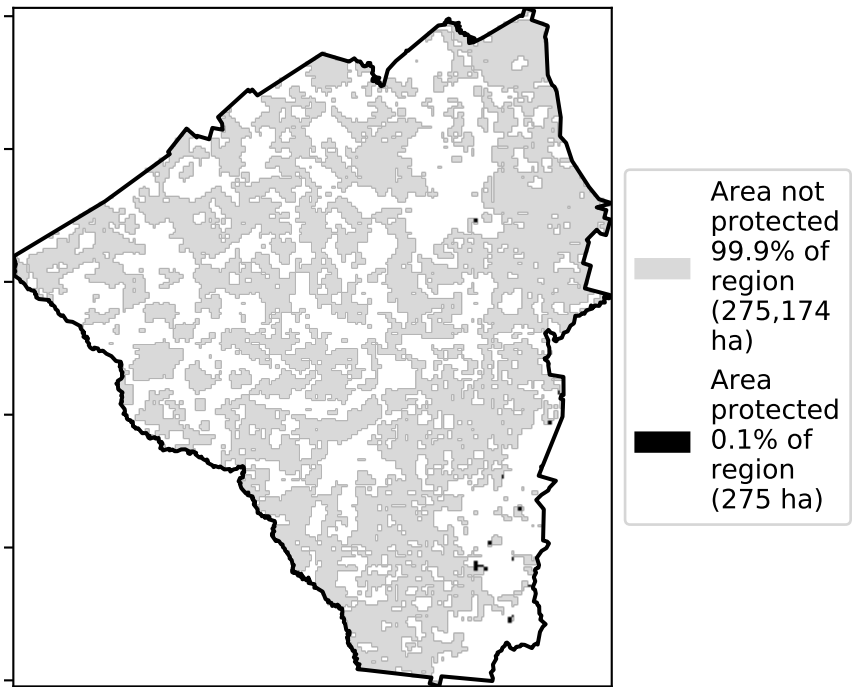 Area not
protected
99.9% of
region
(275,174
ha)
Area
protected
0.1% of
region
(275 ha)